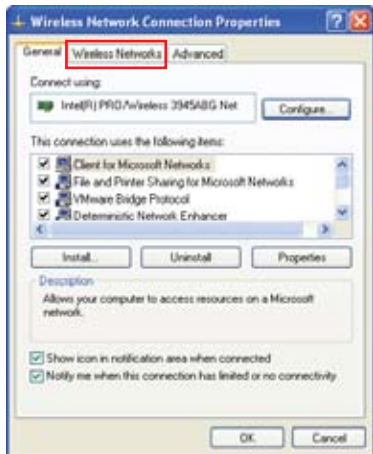 Wireless Network Connection Properties
General Wireless Networks Advanced
Connect using:
Intel(R) PRO/Wireless 3945ABG Net
Configure...
This connection uses the following items:
Client for Microsoft Networks
File and Printer Sharing for Microsoft Networks
VMware Bridge Protocol
Deterministic Network Enhancer
Install... Uninstall Properties
Description
Allows your computer to access resources on a Microsoft
network.
Show icon in notification area when connected
Notify me when this connection has limited or no connectivity
OK Cancel